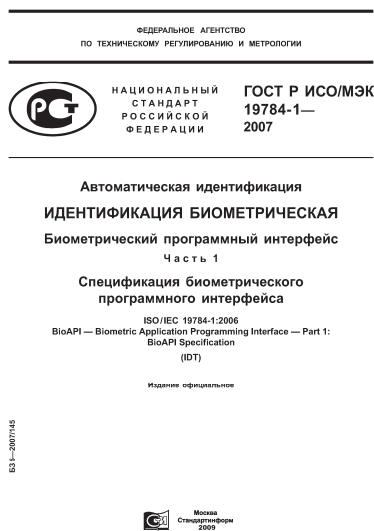 ФЕДЕРАЛЬНОЕ АГЕНТСТВО
ПО ТЕХНИЧЕСКОМУ РЕГУЛИРОВАНИЮ И МЕТРОЛОГИИ
НАЦИОНАЛЬНЫЙ
СТАНДАРТ
РОССИЙСКОЙ
ФЕДЕРАЦИИ
ГОСТ Р ИСО/МЭК
19784-1—
2007
Автоматическая идентификация
ИДЕНТИФИКАЦИЯ БИОМЕТРИЧЕСКАЯ
Биометрический программный интерфейс
Часть 1
Спецификация биометрического
программного интерфейса
ISO/IEC 19784-1:2006
BioAPI — Biometric Application Programming Interface — Part 1:
BioAPI Specification
(IDT)
Издание официальное
БЗ 5—2007/145
Москва
Стандартинформ
2009